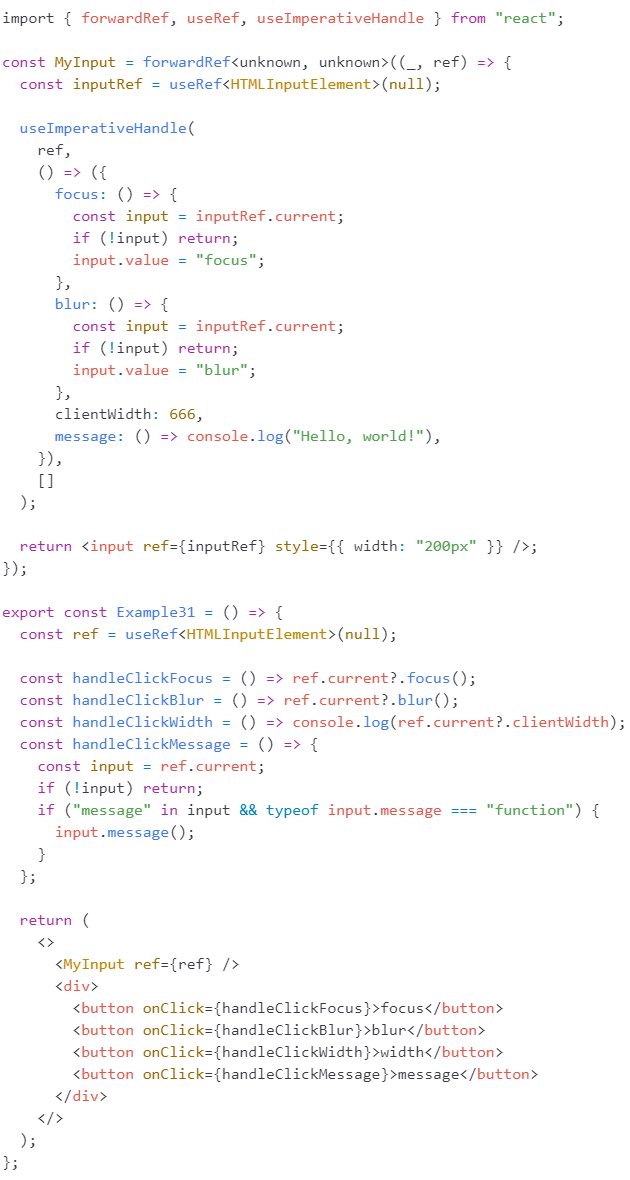 import { forwardRef, useRef, useImperativeHandle } from "react";

const MyInput = forwardRef<unknown, unknown>((_, ref) => {
  const inputRef = useRef<HTMLInputElement>(null);

  useImperativeHandle(
    ref,
    () => ({
      focus: () => {
        const input = inputRef.current;
        if (!input) return;
        input.value = "focus";
      },
      blur: () => {
        const input = inputRef.current;
        if (!input) return;
        input.value = "blur";
      },
      clientWidth: 666,
      message: () => console.log("Hello, world!"),
    }),
    []
  );

  return <input ref={inputRef} style={{ width: "200px" }} />;
});

export const Example31 = () => {
  const ref = useRef<HTMLInputElement>(null);

  const handleClickFocus = () => ref.current?.focus();
  const handleClickBlur = () => ref.current?.blur();
  const handleClickWidth = () => console.log(ref.current?.clientWidth);
  const handleClickMessage = () => {
    const input = ref.current;
    if (!input) return;
    if ("message" in input && typeof input.message === "function") {
      input.message();
    }
  };

  return (
    <>
      <MyInput ref={ref} />
      <div>
        <button onClick={handleClickFocus}>focus</button>
        <button onClick={handleClickBlur}>blur</button>
        <button onClick={handleClickWidth}>width</button>
        <button onClick={handleClickMessage}>message</button>
      </div>
    </>
  );
};